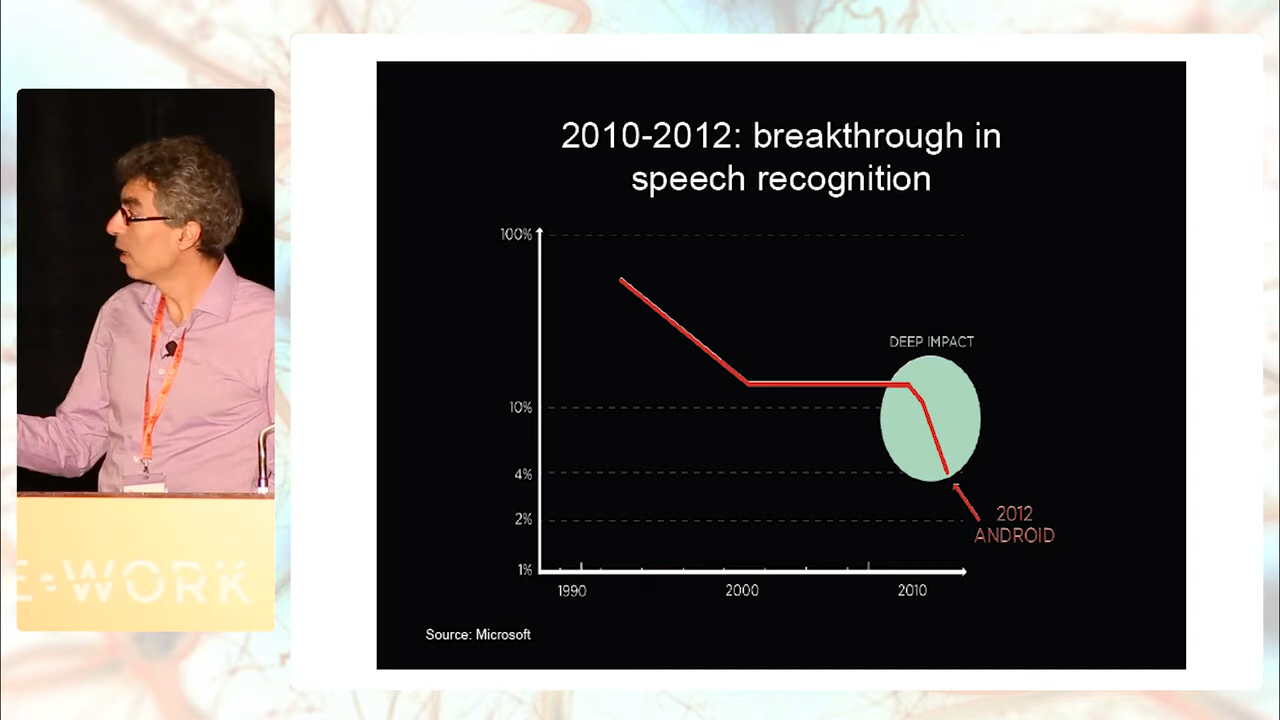 2010-2012: breakthrough in
speech recognition
100%
DEEP IMPACT
10%
4%
2%
2012
ANDROID
1%
1990 2000 2010
Source: Microsoft
E•WORK